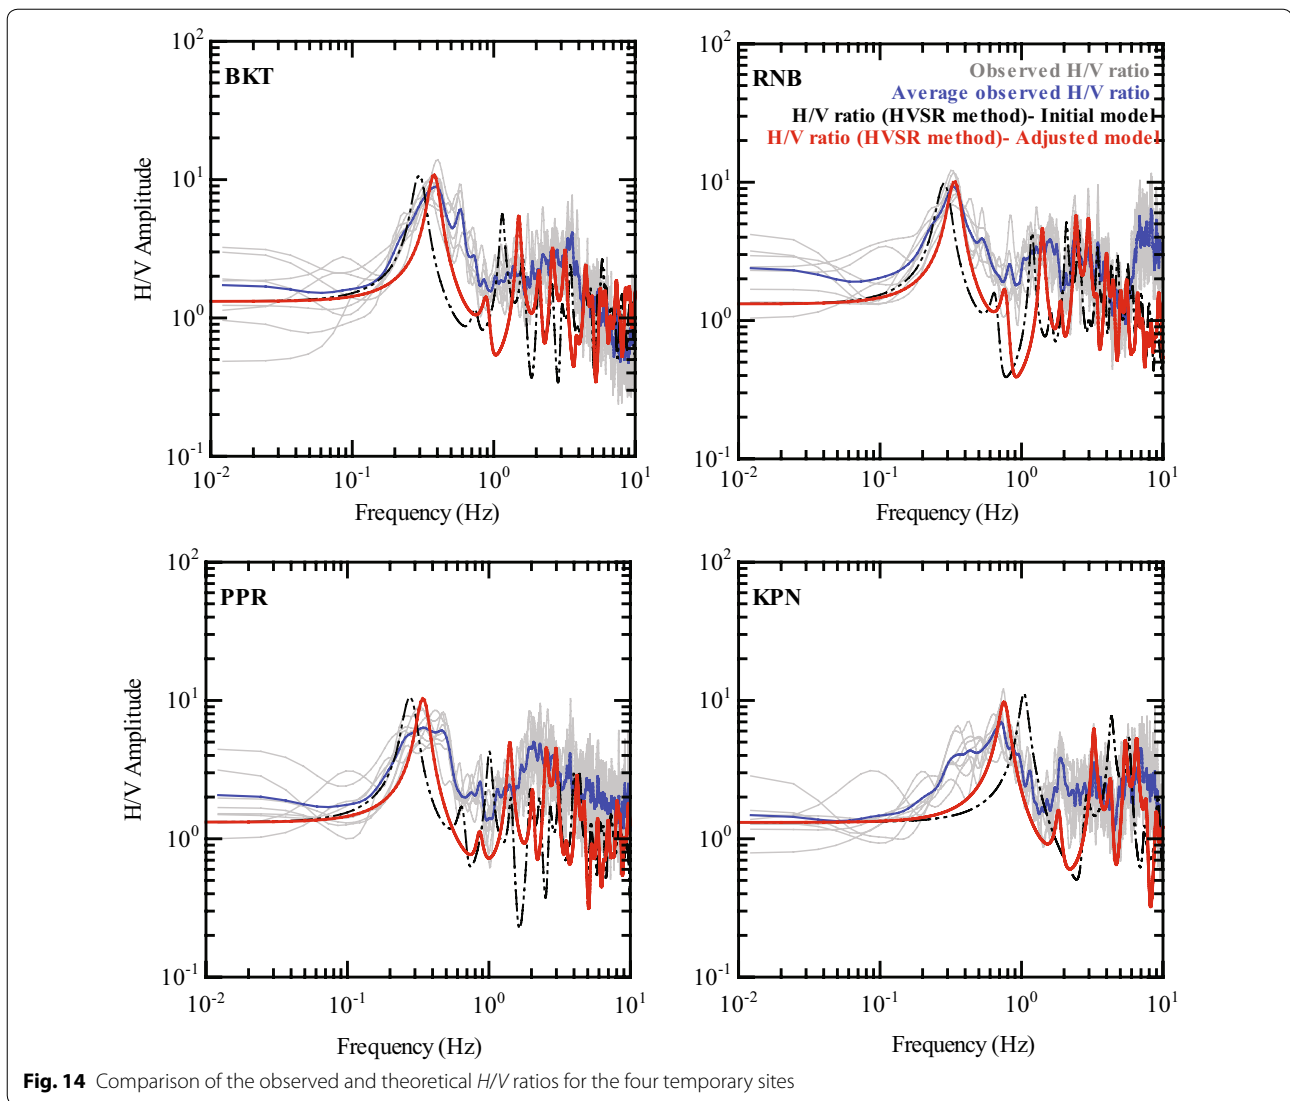 BKT
10²
10¹
10⁰
10⁻¹
10⁻²
10⁻¹
10⁰
10¹
H/V Amplitude
Frequency (Hz)
RNB
Observed H/V ratio
Average observed H/V ratio
H/V ratio (HVSR method)- Initial model
H/V ratio (HVSR method)- Adjusted model
10²
10¹
10⁰
10⁻¹
10⁻²
10⁻¹
10⁰
10¹
Frequency (Hz)
PPR
10²
10¹
10⁰
10⁻¹
10⁻²
10⁻¹
10⁰
10¹
H/V Amplitude
Frequency (Hz)
KPN
10²
10¹
10⁰
10⁻¹
10⁻²
10⁻¹
10⁰
10¹
Frequency (Hz)
Fig. 14 Comparison of the observed and theoretical H/V ratios for the four temporary sites